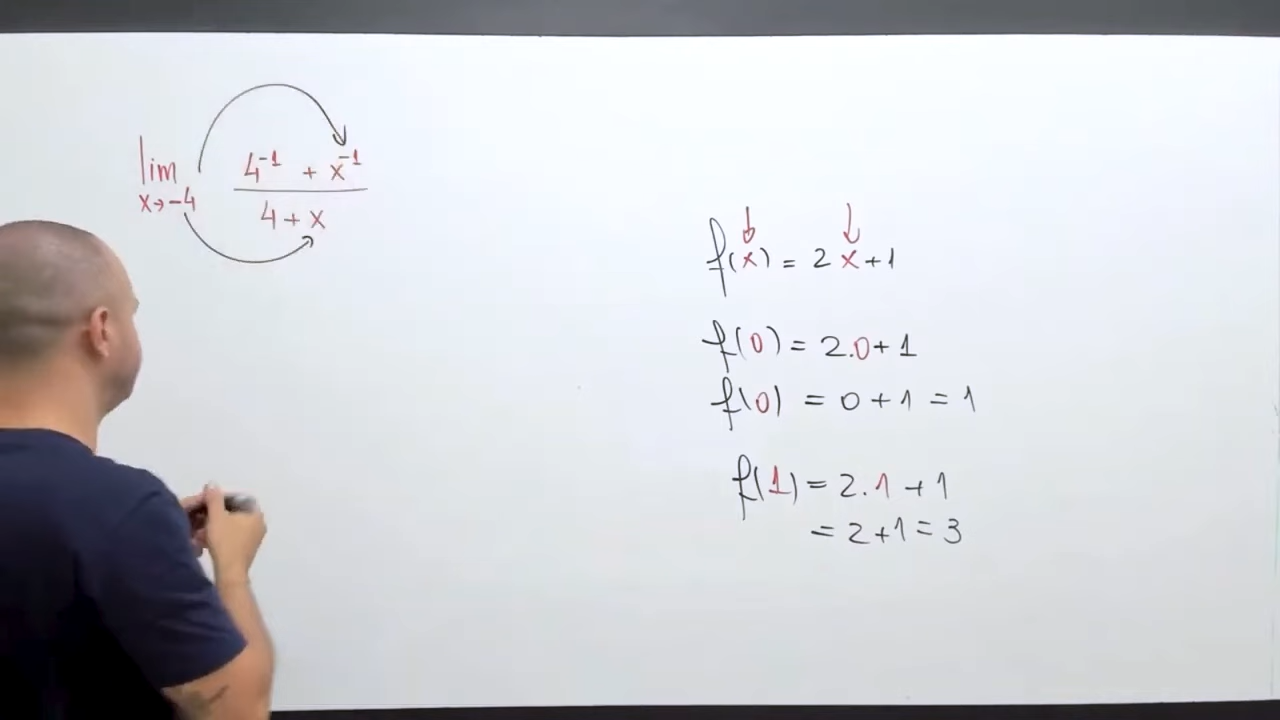 lim x→-4 (4⁻¹ + x⁻¹)/(4 + x)
f(x) = 2x+1
f(0) = 2.0+1
f(0) = 0+1 = 1
f(1) = 2.1+1
= 2+1 = 3